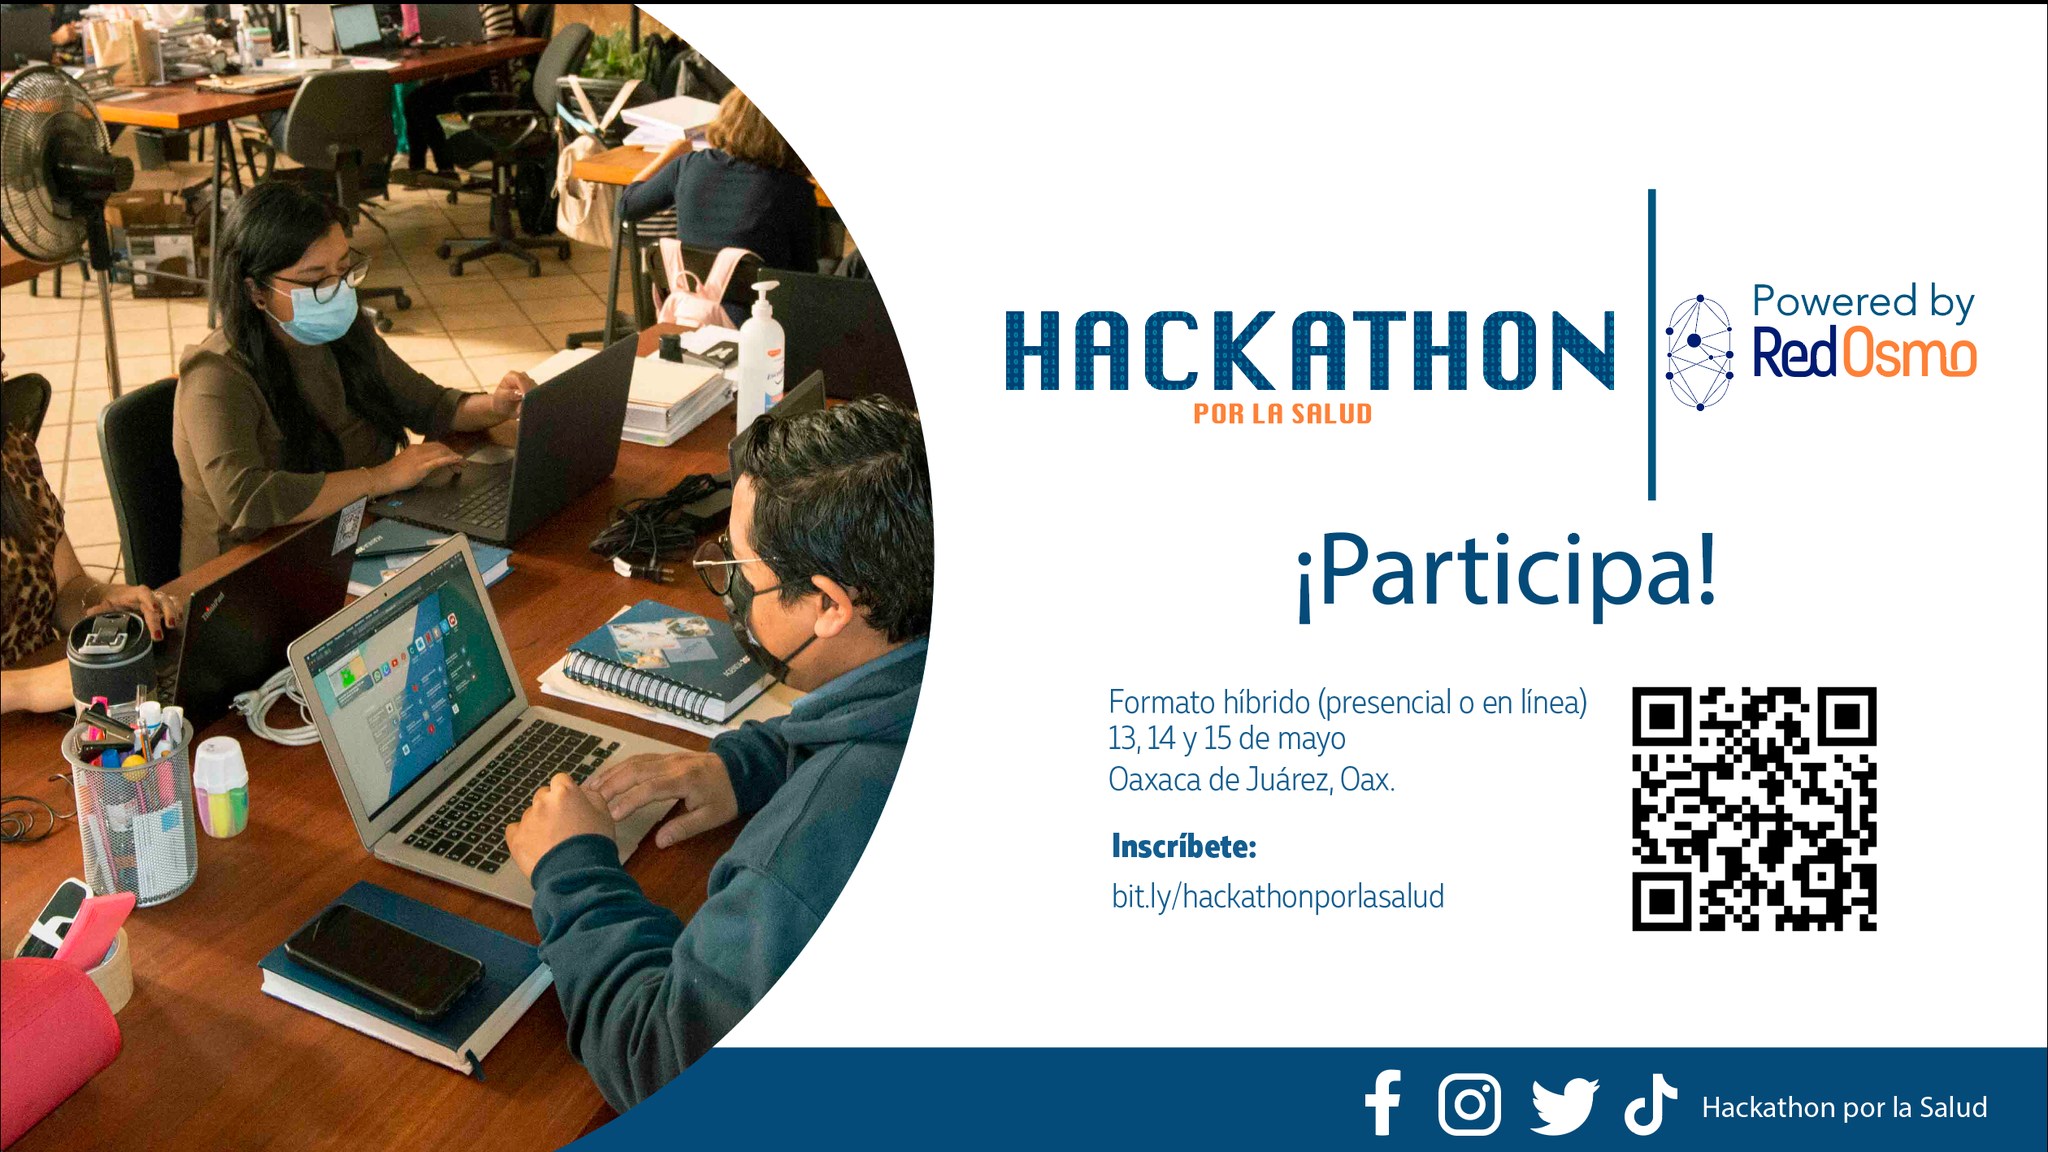 HACKATHON
POR LA SALUD
Powered by
RedOsmo
¡Participa!
Formato híbrido (presencial o en línea)
13, 14 y 15 de mayo
Oaxaca de Juárez, Oax.
Inscríbete:
bit.ly/hackathonporlasalud
Hackathon por la Salud